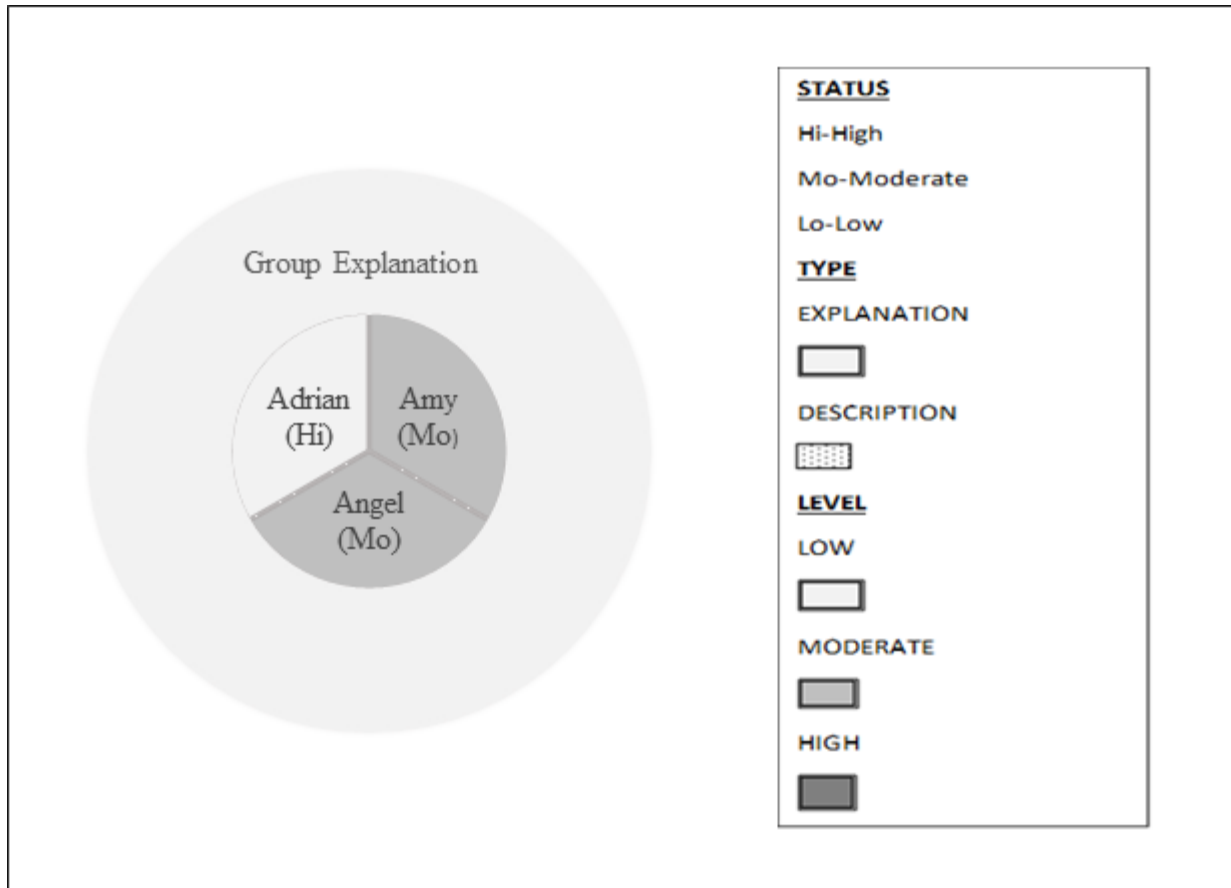 Group Explanation
Adrian
(Hi)
Amy
(Mo)
Angel
(Mo)
STATUS
Hi-High
Mo-Moderate
Lo-Low
TYPE
EXPLANATION
DESCRIPTION
LEVEL
LOW
MODERATE
HIGH